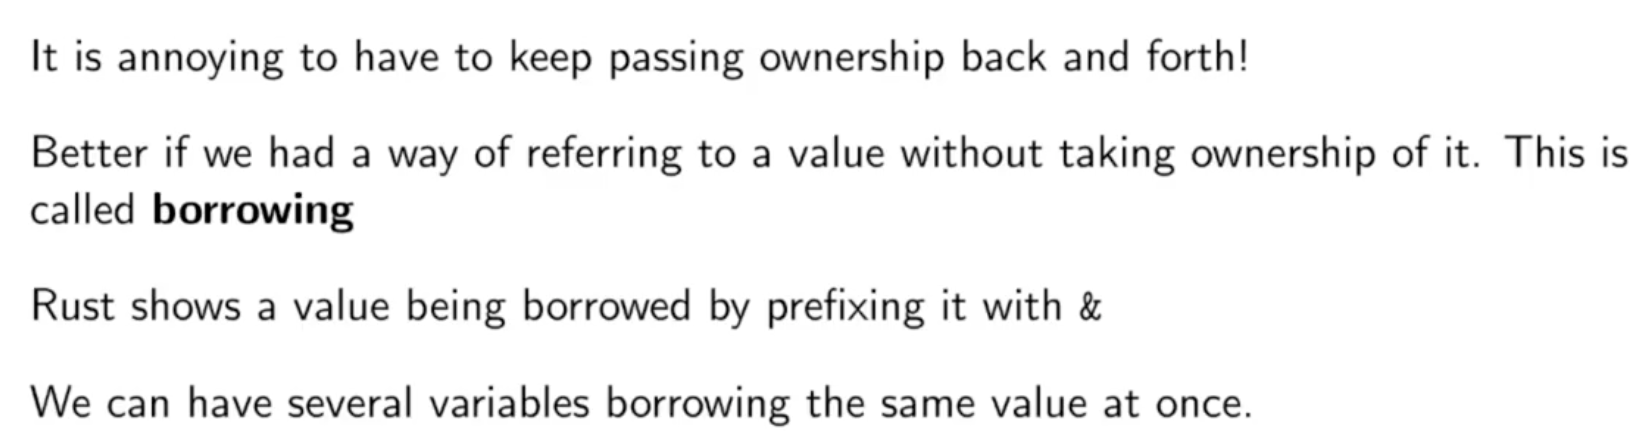 It is annoying to have to keep passing ownership back and forth!
Better if we had a way of referring to a value without taking ownership of it. This is
called borrowing
Rust shows a value being borrowed by prefixing it with &
We can have several variables borrowing the same value at once.